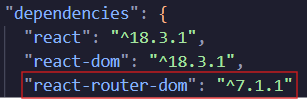 "dependencies": {
"react": "^18.3.1",
"react-dom": "^18.3.1",
"react-router-dom": "^7.1.1"